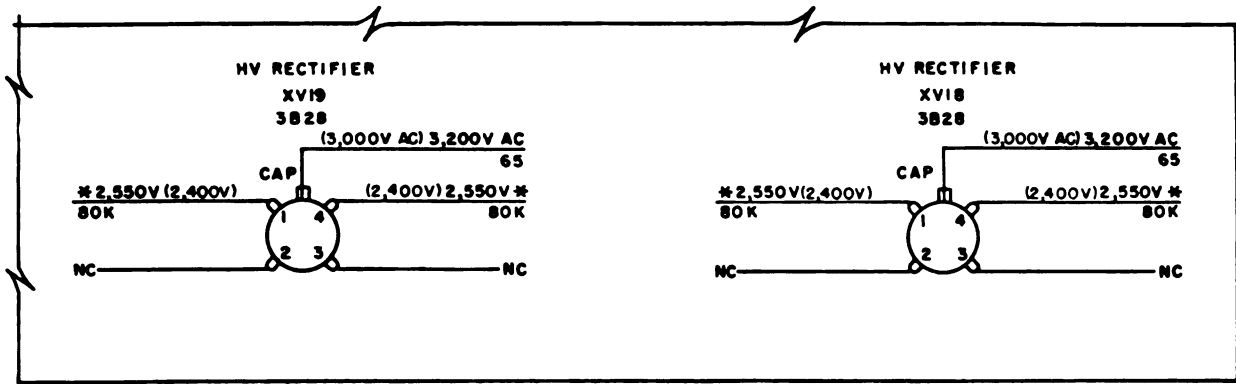 HV RECTIFIER
XV19
3B28
(3,000V AC) 3,200V AC
65
CAP
* 2,550V (2,400V)
80K
(2,400V) 2,550V *
80K
1 4
2 3
NC
NC
HV RECTIFIER
XV18
3B28
(3,000V AC) 3,200V AC
65
CAP
* 2,550V (2,400V)
80K
(2,400V) 2,550V *
80K
1 4
2 3
NC
NC